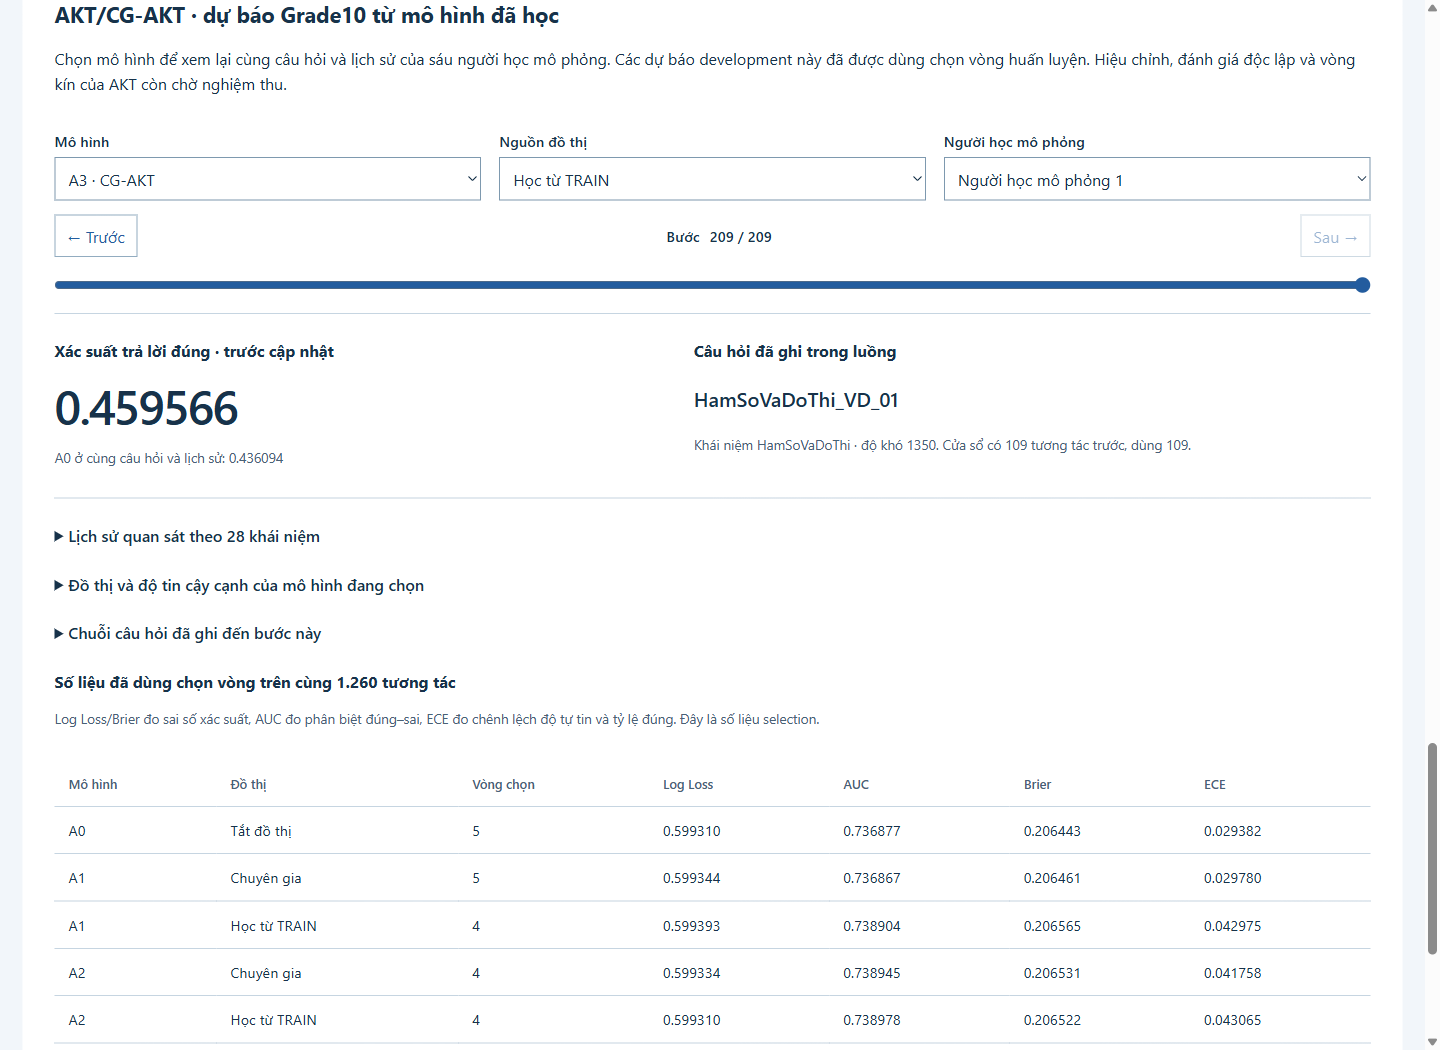 AKT/CG-AKT · dự báo Grade10 từ mô hình đã học
Chọn mô hình để xem lại cùng câu hỏi và lịch sử của sáu người học mô phỏng. Các dự báo development này đã được dùng chọn vòng huấn luyện. Hiệu chỉnh, đánh giá độc lập và vòng
kín của AKT còn chờ nghiệm thu.
Mô hình Nguồn đồ thị Người học mô phỏng
A3 · CG-AKT Học từ TRAIN Người học mô phỏng 1
← Trước Bước 209 / 209 Sau →
Xác suất trả lời đúng · trước cập nhật Câu hỏi đã ghi trong luồng
0.459566 HamSoVaDoThi_VD_01
A0 ở cùng câu hỏi và lịch sử: 0.436094 Khái niệm HamSoVaDoThi · độ khó 1350. Cửa sổ có 109 tương tác trước, dùng 109.
▶ Lịch sử quan sát theo 28 khái niệm
▶ Đồ thị và độ tin cậy cạnh của mô hình đang chọn
▶ Chuỗi câu hỏi đã ghi đến bước này
Số liệu đã dùng chọn vòng trên cùng 1.260 tương tác
Log Loss/Brier đo sai số xác suất, AUC đo phân biệt đúng–sai, ECE đo chênh lệch độ tự tin và tỷ lệ đúng. Đây là số liệu selection.
Mô hình Đồ thị Vòng chọn Log Loss AUC Brier ECE
A0 Tắt đồ thị 5 0.599310 0.736877 0.206443 0.029382
A1 Chuyên gia 5 0.599344 0.736867 0.206461 0.029780
A1 Học từ TRAIN 4 0.599393 0.738904 0.206565 0.042975
A2 Chuyên gia 4 0.599334 0.738945 0.206531 0.041758
A2 Học từ TRAIN 4 0.599310 0.738978 0.206522 0.043065